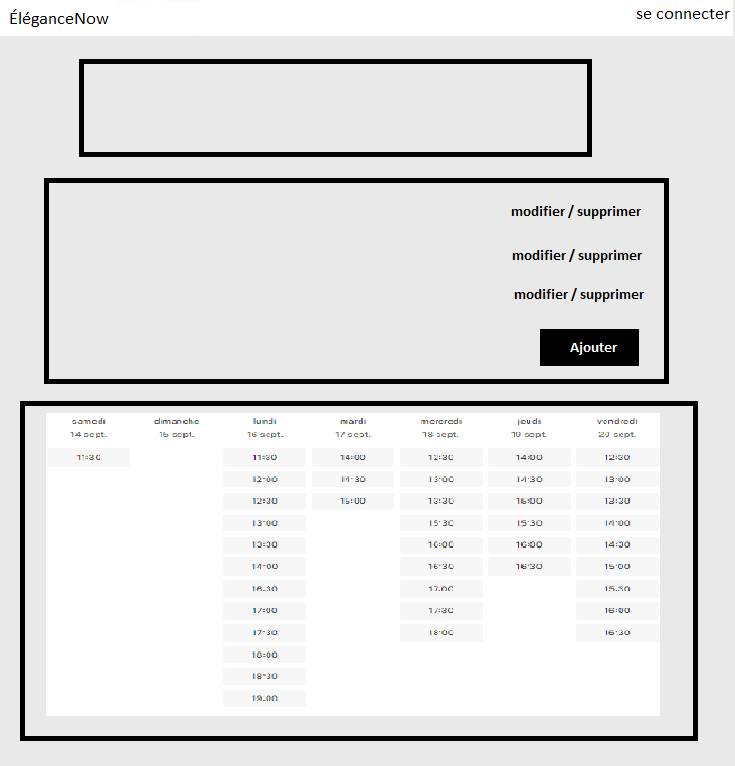 ÉléganceNow
se connecter
modifier / supprimer
modifier / supprimer
modifier / supprimer
Ajouter
samedi dimanche lundi mardi mercredi jeudi vendredi
14 sept. 15 sept. 16 sept. 17 sept. 18 sept. 19 sept. 20 sept.
11:30 11:30 14:00 12:30 14:00 12:30
12:00 14:30 13:00 14:30 13:00
12:30 15:00 13:30 15:00 13:30
13:00 15:30 15:30 14:00
13:30 16:00 16:00 14:30
14:00 16:30 16:30 15:00
16:30 17:00 15:30
17:00 17:30 16:00
17:30 18:00 16:30
18:00
18:30
19:00